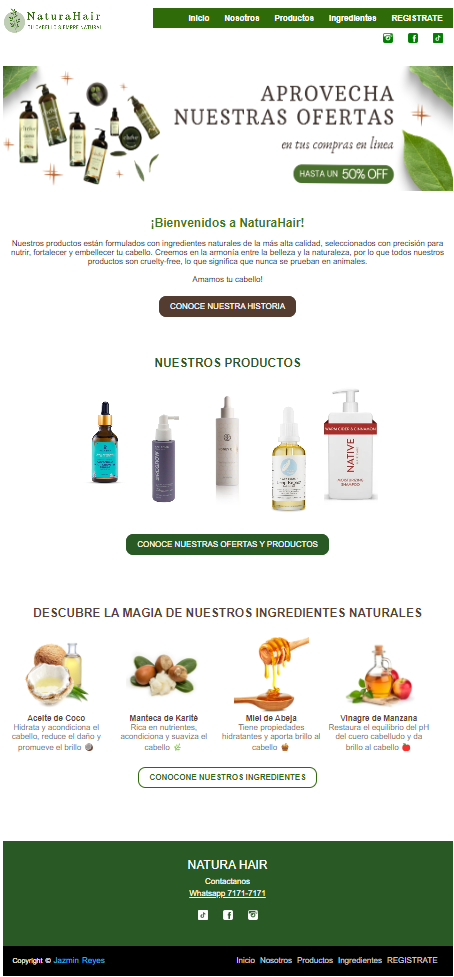 NaturaHair
TU CABELLO SIEMPRE NATURAL
Inicio Nosotros Productos Ingredientes REGISTRATE
APROVECHA
NUESTRAS OFERTAS
en tus compras en linea
HASTA UN 50% OFF
¡Bienvenidos a NaturaHair!
Nuestros productos están formulados con ingredientes naturales de la más alta calidad, seleccionados con precisión para
nutrir, fortalecer y embellecer tu cabello. Creemos en la armonía entre la belleza y la naturaleza, por lo que todos nuestros
productos son cruelty-free, lo que significa que nunca se prueban en animales.
Amamos tu cabello!
CONOCE NUESTRA HISTORIA
NUESTROS PRODUCTOS
WARM CIDER & CINNAMON
NATIVE
MOISTURIZING
SHAMPOO
CONOCE NUESTRAS OFERTAS Y PRODUCTOS
DESCUBRE LA MAGIA DE NUESTROS INGREDIENTES NATURALES
Aceite de Coco
Hidrata y acondiciona el
cabello, reduce el daño y
promueve el brillo
Manteca de Karité
Rica en nutrientes,
acondiciona y suaviza el
cabello
Miel de Abeja
Tiene propiedades
hidratantes y aporta brillo al
cabello
Vinagre de Manzana
Restaura el equilibrio del pH
del cuero cabelludo y da
brillo al cabello
CONOCONE NUESTROS INGREDIENTES
NATURA HAIR
Contactanos
Whatsapp 7171-7171
Copyright © Jazmin Reyes
Inicio Nosotros Productos Ingredientes REGISTRATE